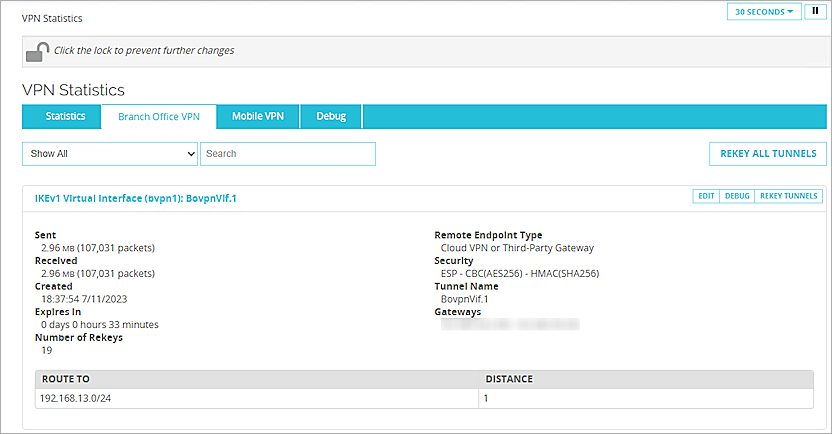 VPN Statistics
30 SECONDS
Click the lock to prevent further changes
VPN Statistics
Statistics
Branch Office VPN
Mobile VPN
Debug
Show All
Search
REKEY ALL TUNNELS
IKEv1 Virtual Interface (bvpn1): BovpnVif.1
EDIT
DEBUG
REKEY TUNNELS
Sent
2.96 MB (107,031 packets)
Received
2.96 MB (107,031 packets)
Created
18:37:54 7/11/2023
Expires In
0 days 0 hours 33 minutes
Number of Rekeys
19
Remote Endpoint Type
Cloud VPN or Third-Party Gateway
Security
ESP - CBC(AES256) - HMAC(SHA256)
Tunnel Name
BovpnVif.1
Gateways
ROUTE TO DISTANCE
192.168.13.0/24 1